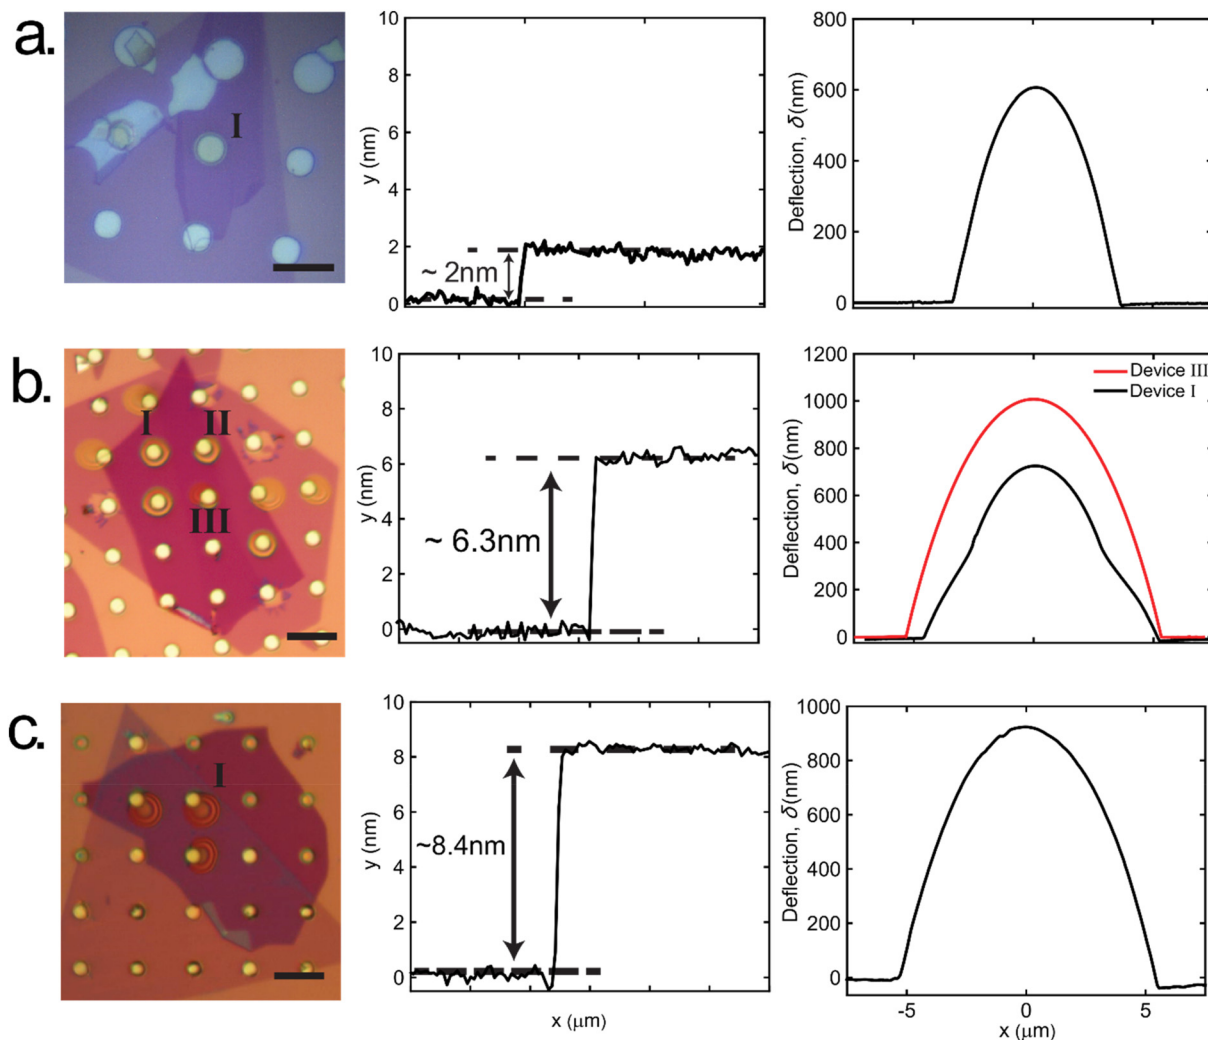 a.
I
10
8
6
4
2
0
y (nm)
~ 2nm
800
600
400
200
0
Deflection, δ(nm)
b.
I
II
III
10
8
6
4
2
0
y (nm)
~ 6.3nm
1200
1000
800
600
400
200
0
Deflection, δ(nm)
Device III
Device I
c.
I
10
8
6
4
2
0
y (nm)
~8.4nm
x (μm)
1000
800
600
400
200
0
Deflection, δ(nm)
-5
0
5
x (μm)